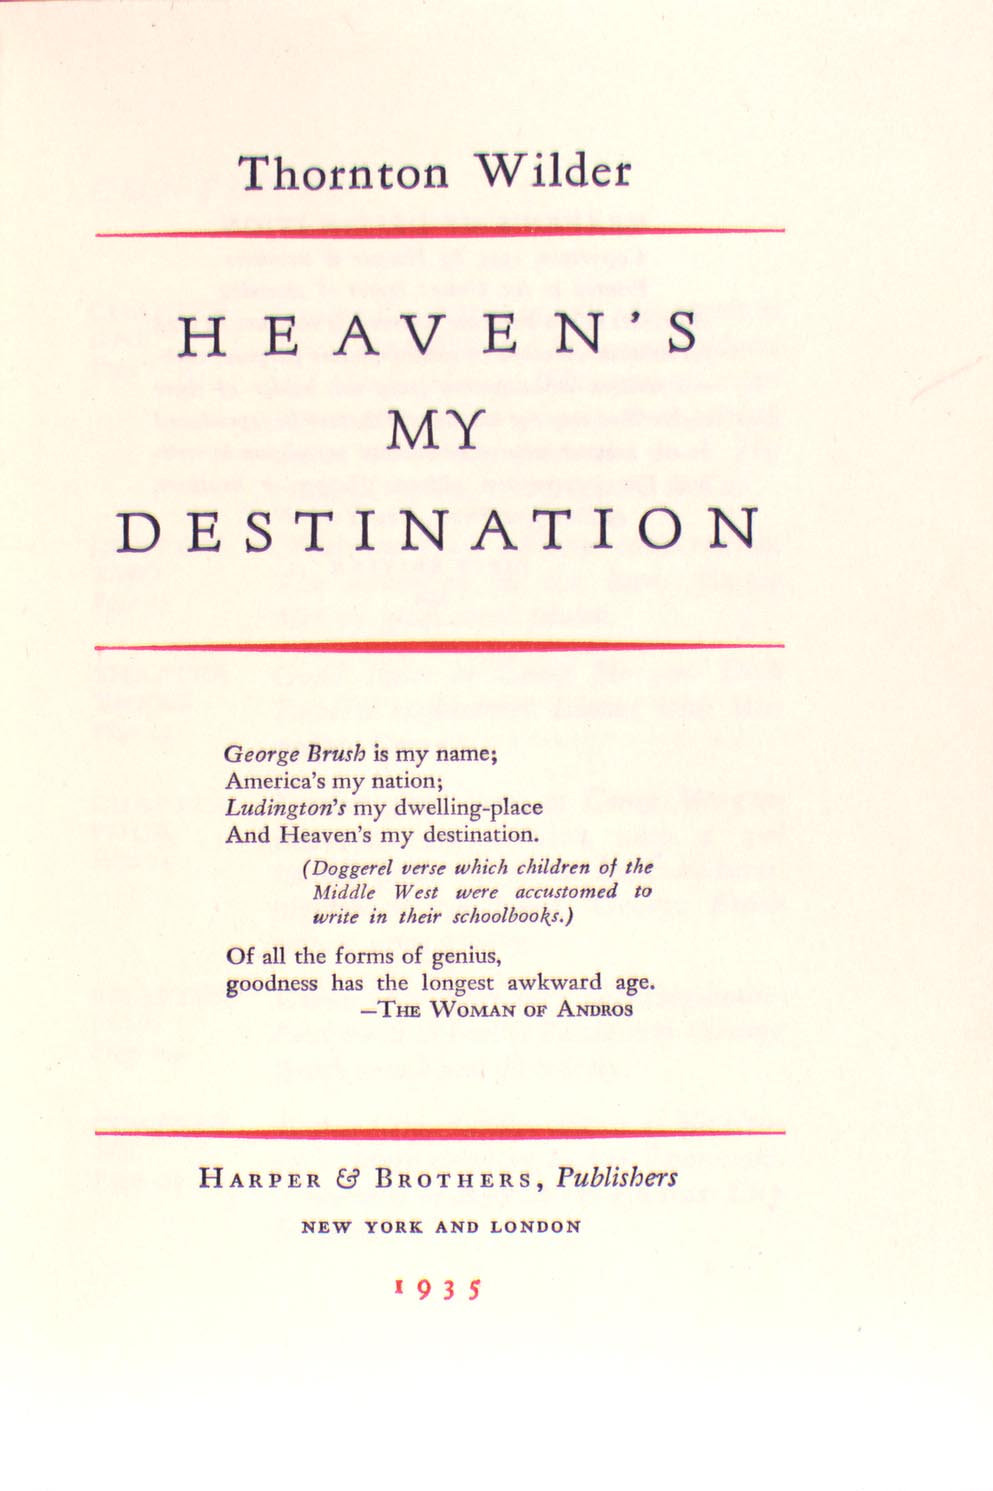 Thornton Wilder
HEAVEN'S
MY
DESTINATION
George Brush is my name;
America's my nation;
Ludington's my dwelling-place
And Heaven's my destination.
(Doggerel verse which children of the
Middle West were accustomed to
write in their schoolbooks.)
Of all the forms of genius,
goodness has the longest awkward age.
—THE WOMAN OF ANDROS
HARPER & BROTHERS, Publishers
NEW YORK AND LONDON
1935